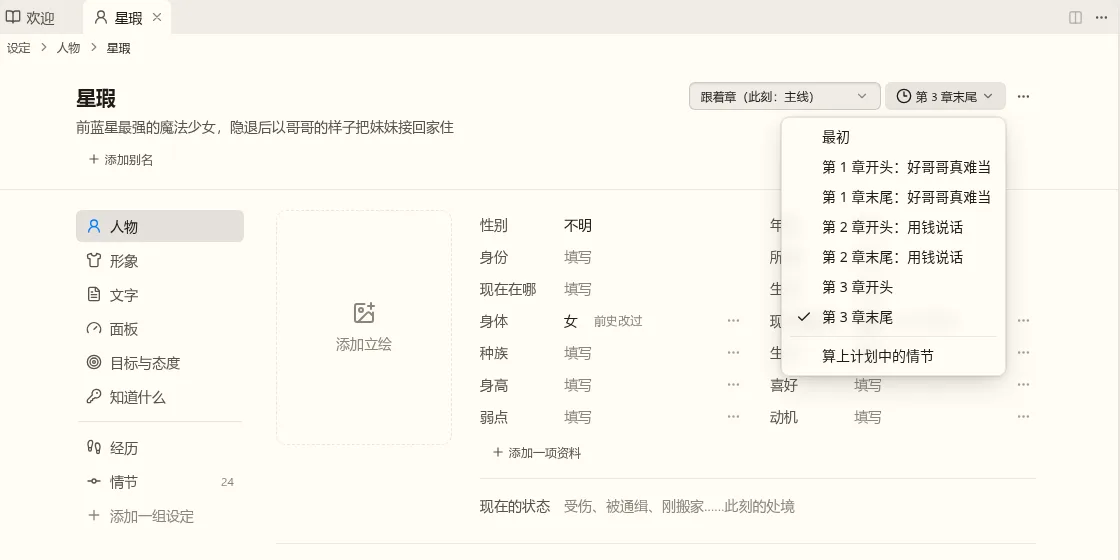 欢迎
星瑕
设定 > 人物 > 星瑕
星瑕
跟着章（此刻：主线）
第 3 章末尾
前蓝星最强的魔法少女，隐退后以哥哥的样子把妹妹接回家住
添加别名
最初
第 1 章开头：好哥哥真难当
第 1 章末尾：好哥哥真难当
第 2 章开头：用钱说话
第 2 章末尾：用钱说话
第 3 章开头
第 3 章末尾
算上计划中的情节
人物
形象
文字
面板
目标与态度
知道什么
经历
情节 24
添加一组设定
添加立绘
性别 不明
身份 填写
现在在哪 填写
身体 女 前史改过
种族 填写
身高 填写
弱点 填写
年
所
生
现
生
喜好 填写
动机 填写
添加一项资料
现在的状态 受伤、被通缉、刚搬家……此刻的处境